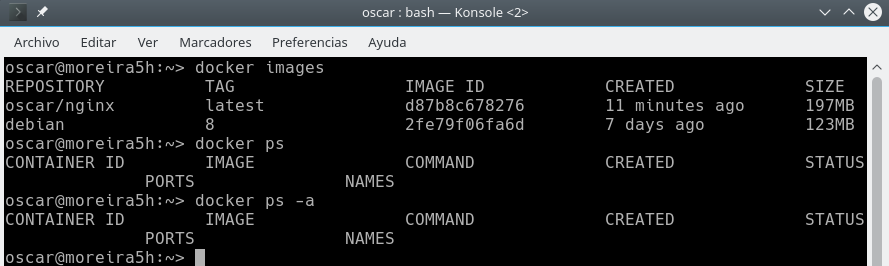 oscar : bash — Konsole <2>
Archivo Editar Ver Marcadores Preferencias Ayuda
oscar@moreira5h:~> docker images
REPOSITORY TAG IMAGE ID CREATED SIZE
oscar/nginx latest d87b8c678276 11 minutes ago 197MB
debian 8 2fe79f06fa6d 7 days ago 123MB
oscar@moreira5h:~> docker ps
CONTAINER ID IMAGE COMMAND CREATED STATUS
PORTS NAMES
oscar@moreira5h:~> docker ps -a
CONTAINER ID IMAGE COMMAND CREATED STATUS
PORTS NAMES
oscar@moreira5h:~>